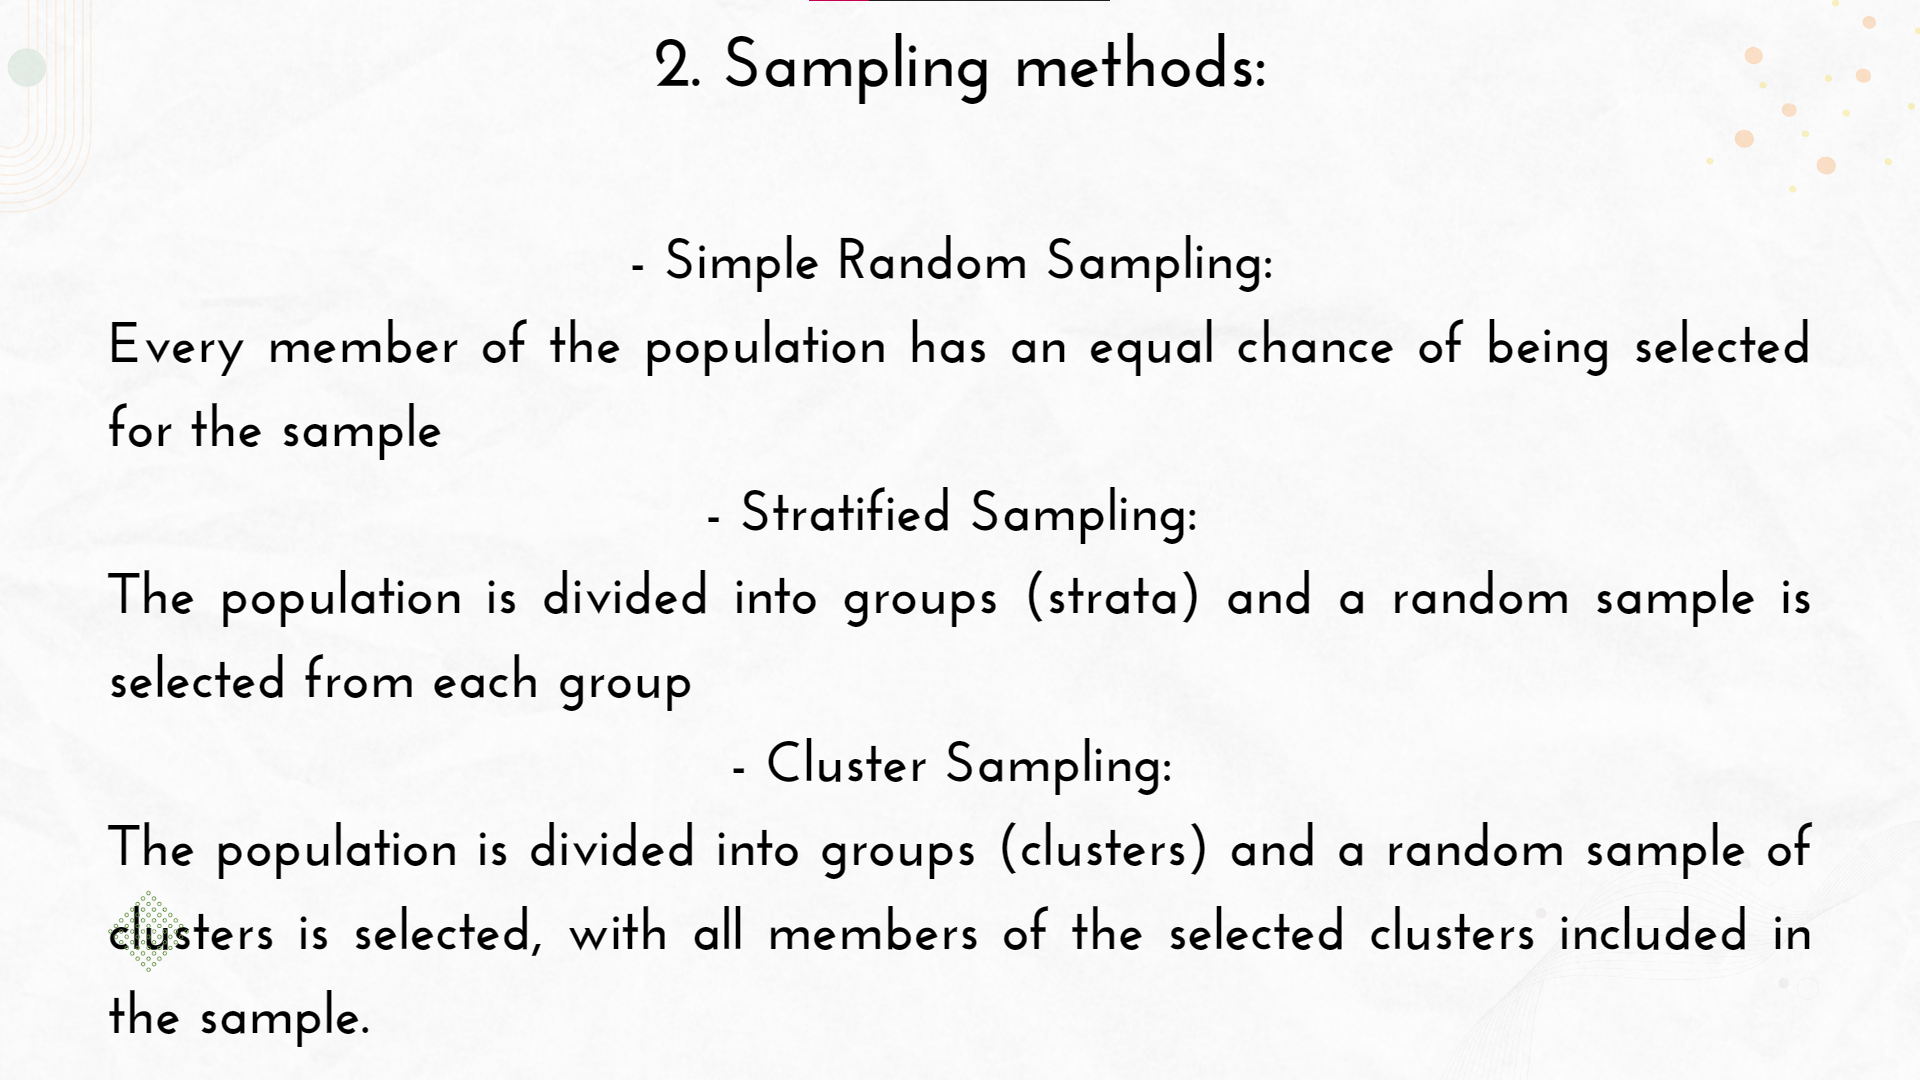 2. Sampling methods:
- Simple Random Sampling:
Every member of the population has an equal chance of being selected
for the sample
- Stratified Sampling:
The population is divided into groups (strata) and a random sample is
selected from each group
- Cluster Sampling:
The population is divided into groups (clusters) and a random sample of
clusters is selected, with all members of the selected clusters included in
the sample.